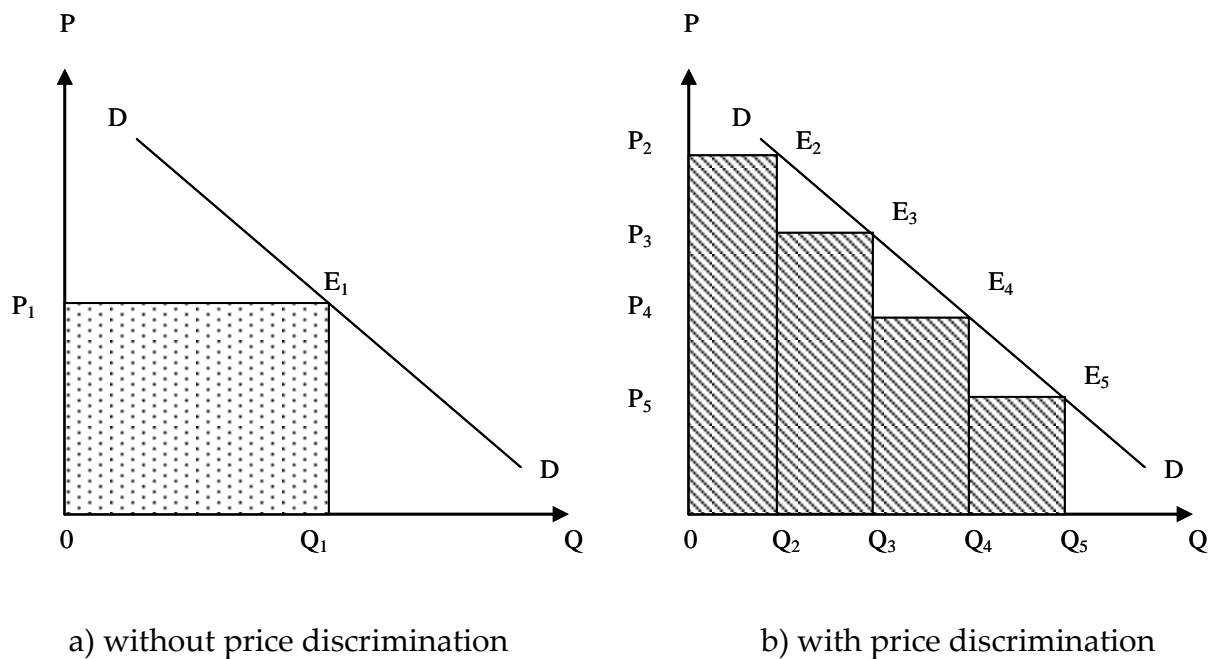 P
D
E₁
P₁
D
0
Q₁
Q
a) without price discrimination
P
D
P₂
E₂
P₃
E₃
P₄
E₄
P₅
E₅
D
0
Q₂
Q₃
Q₄
Q₅
Q
b) with price discrimination